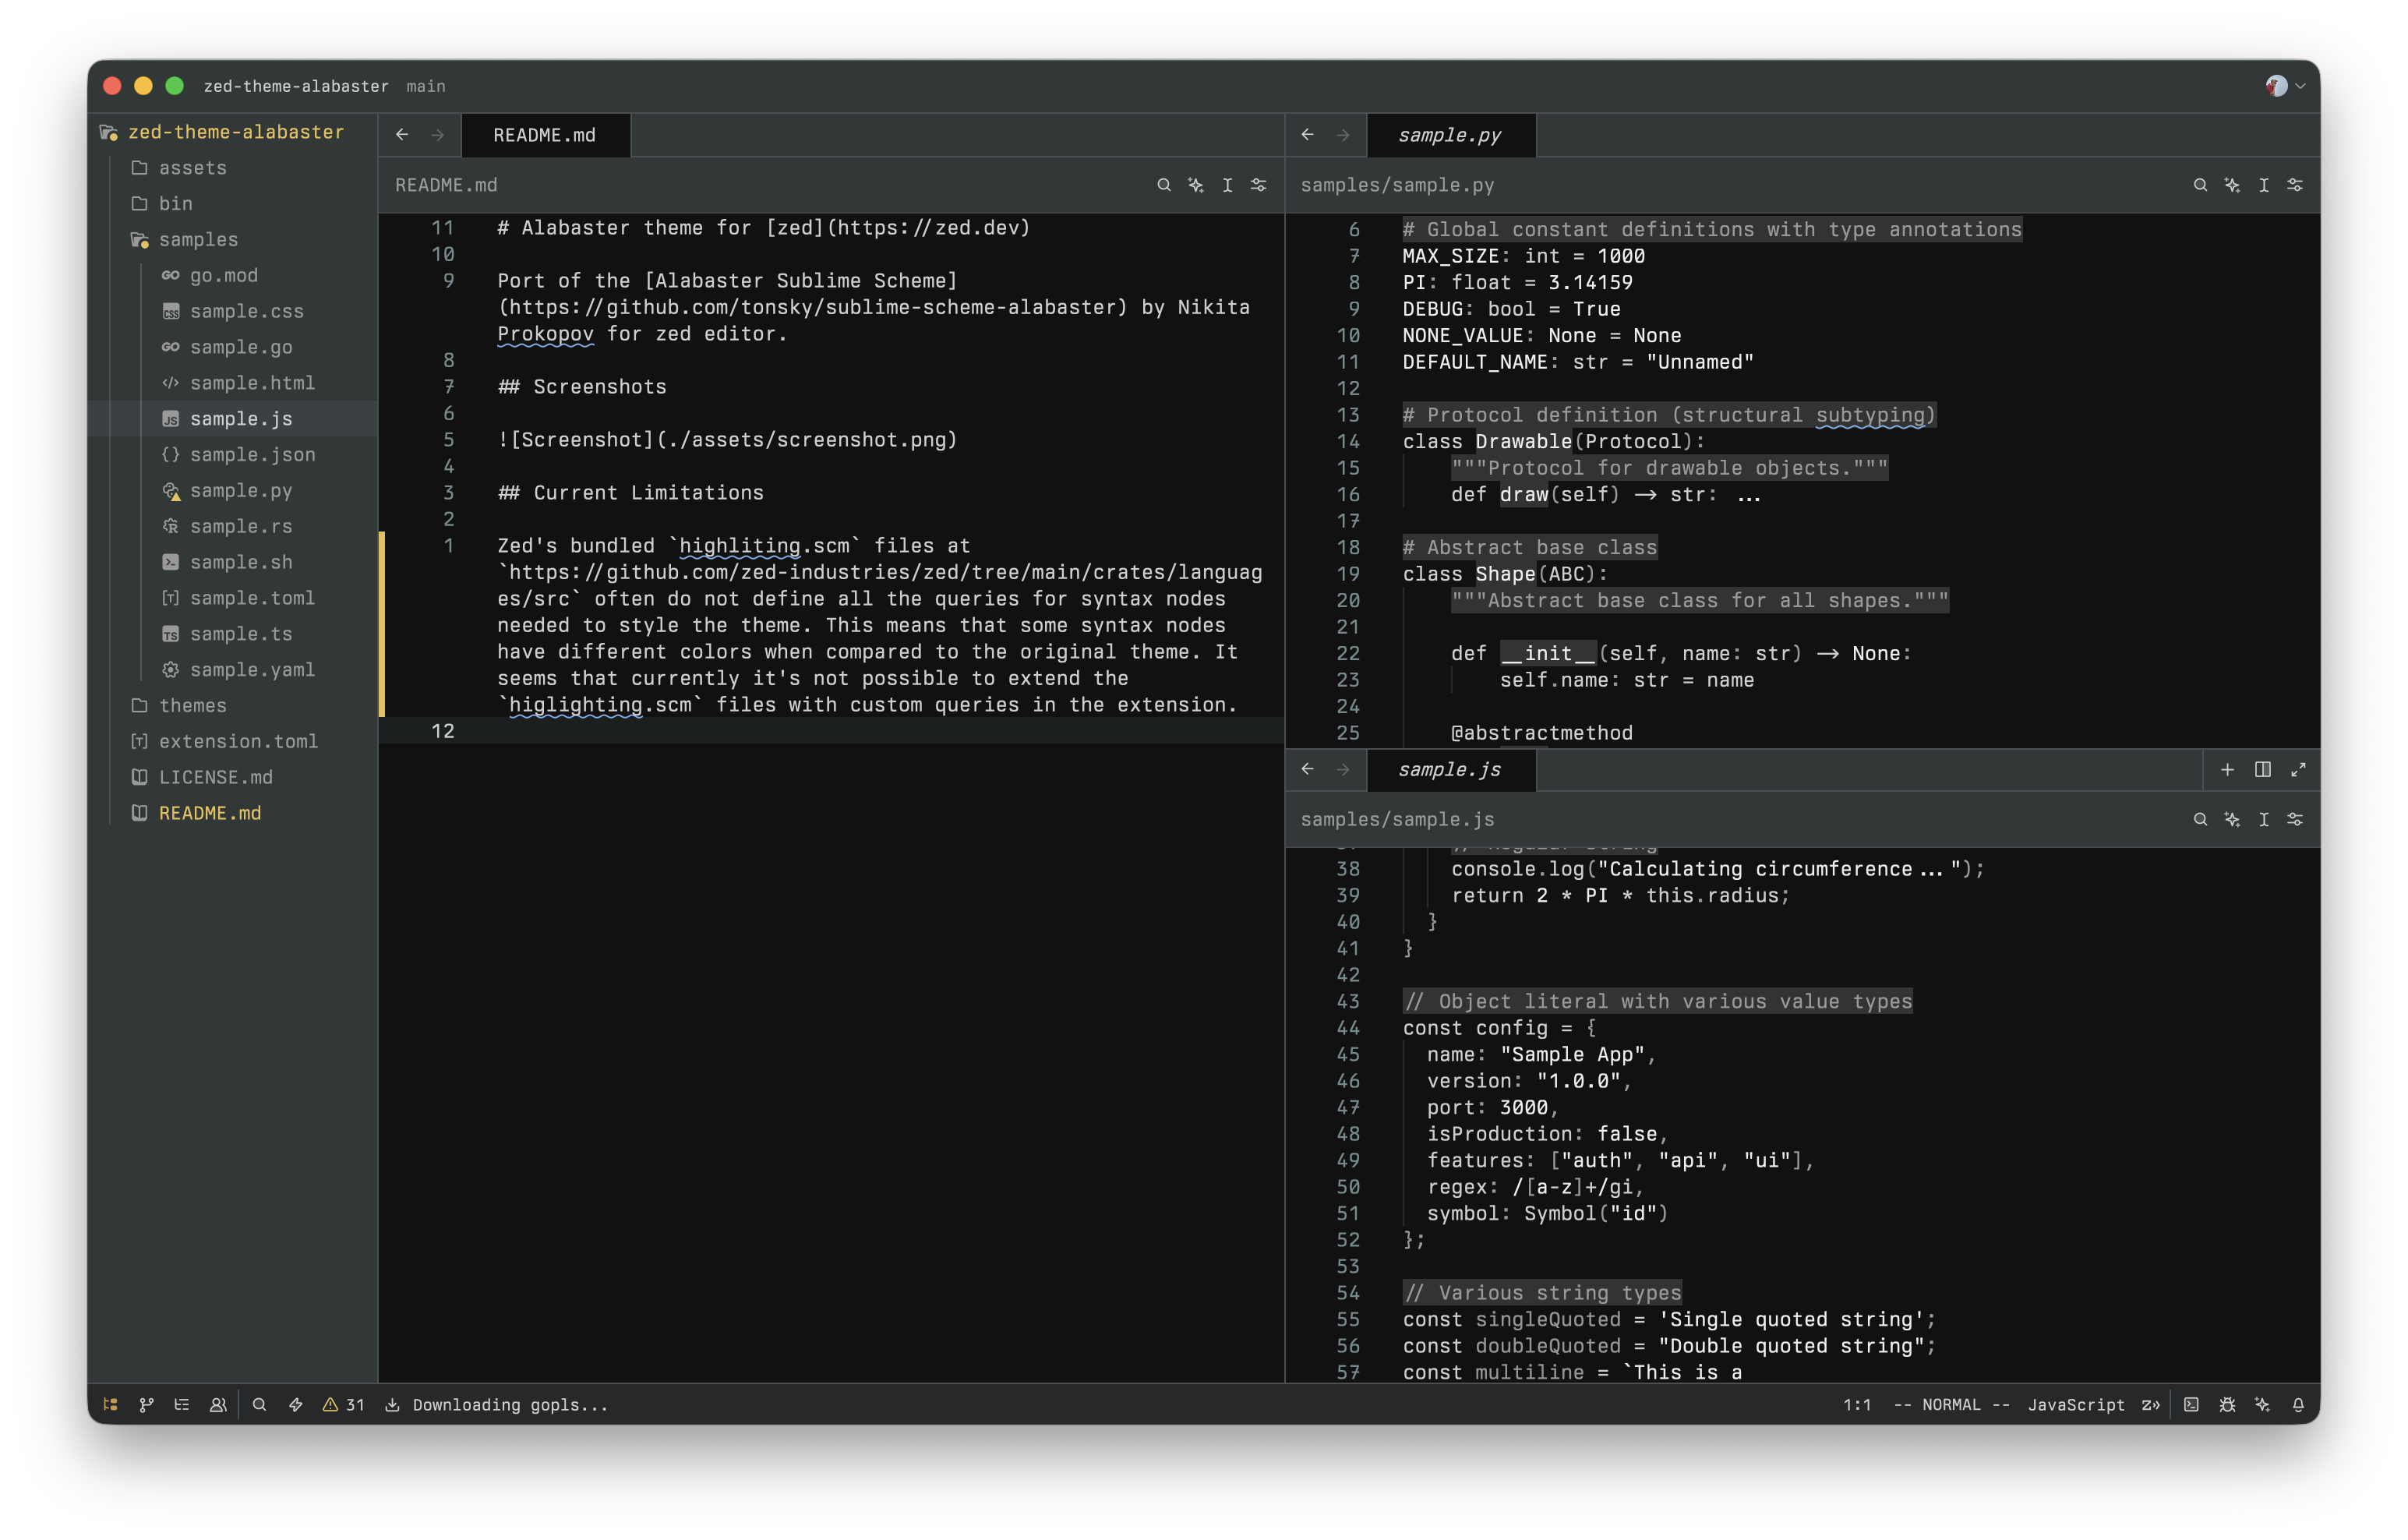 zed-theme-alabaster main
zed-theme-alabaster
assets
bin
samples
go.mod
sample.css
sample.go
sample.html
sample.js
sample.json
sample.py
sample.rs
sample.sh
sample.toml
sample.ts
sample.yaml
themes
extension.toml
LICENSE.md
README.md
README.md
README.md
11 # Alabaster theme for [zed](https://zed.dev)
10
9 Port of the [Alabaster Sublime Scheme]
(https://github.com/tonsky/sublime-scheme-alabaster) by Nikita
Prokopov for zed editor.
8
7 ## Screenshots
6
5 ![Screenshot](./assets/screenshot.png)
4
3 ## Current Limitations
2
1 Zed's bundled `highliting.scm` files at
`https://github.com/zed-industries/zed/tree/main/crates/languag
es/src` often do not define all the queries for syntax nodes
needed to style the theme. This means that some syntax nodes
have different colors when compared to the original theme. It
seems that currently it's not possible to extend the
`higlighting.scm` files with custom queries in the extension.
12
sample.py
samples/sample.py
6 # Global constant definitions with type annotations
7 MAX_SIZE: int = 1000
8 PI: float = 3.14159
9 DEBUG: bool = True
10 NONE_VALUE: None = None
11 DEFAULT_NAME: str = "Unnamed"
12
13 # Protocol definition (structural subtyping)
14 class Drawable(Protocol):
15 """Protocol for drawable objects."""
16 def draw(self) -> str: ...
17
18 # Abstract base class
19 class Shape(ABC):
20 """Abstract base class for all shapes."""
21
22 def __init__(self, name: str) -> None:
23 self.name: str = name
24
25 @abstractmethod
sample.js
samples/sample.js
38 console.log("Calculating circumference...");
39 return 2 * PI * this.radius;
40 }
41 }
42
43 // Object literal with various value types
44 const config = {
45 name: "Sample App",
46 version: "1.0.0",
47 port: 3000,
48 isProduction: false,
49 features: ["auth", "api", "ui"],
50 regex: /[a-z]+/gi,
51 symbol: Symbol("id")
52 };
53
54 // Various string types
55 const singleQuoted = 'Single quoted string';
56 const doubleQuoted = "Double quoted string";
57 const multiline = `This is a
31 Downloading gopls... 1:1 -- NORMAL -- JavaScript